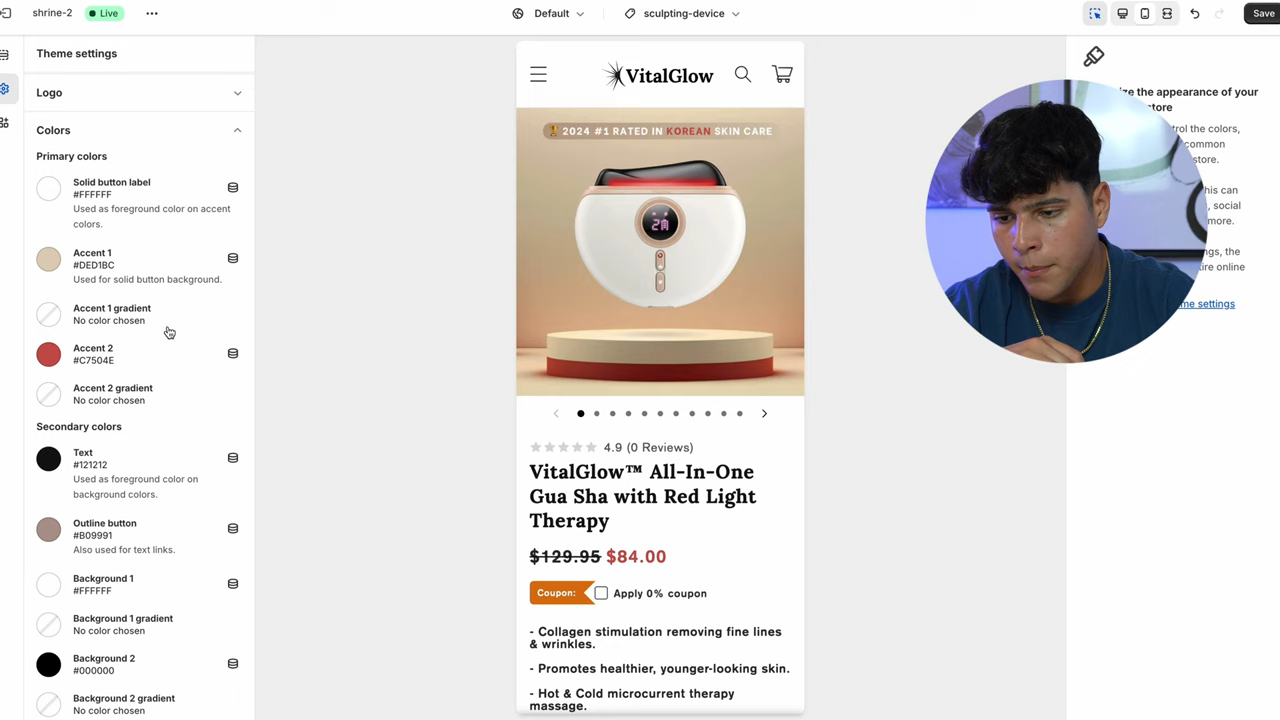 shrine-2
Live
Default
sculpting-device
Save
Theme settings
Logo
Colors
Primary colors
Solid button label
#FFFFFF
Used as foreground color on accent
colors.
Accent 1
#DED1BC
Used for solid button background.
Accent 1 gradient
No color chosen
Accent 2
#C7504E
Accent 2 gradient
No color chosen
Secondary colors
Text
#121212
Used as foreground color on
background colors.
Outline button
#B09991
Also used for text links.
Background 1
#FFFFFF
Background 1 gradient
No color chosen
Background 2
#000000
Background 2 gradient
No color chosen
VitalGlow
2024 #1 RATED IN KOREAN SKIN CARE
4.9 (0 Reviews)
VitalGlow™ All-In-One
Gua Sha with Red Light
Therapy
$129.95 $84.00
Coupon: Apply 0% coupon
- Collagen stimulation removing fine lines
& wrinkles.
- Promotes healthier, younger-looking skin.
- Hot & Cold microcurrent therapy
massage.
the appearance of your
store
the colors,
common
store.
his can
social
more.
the
online
settings